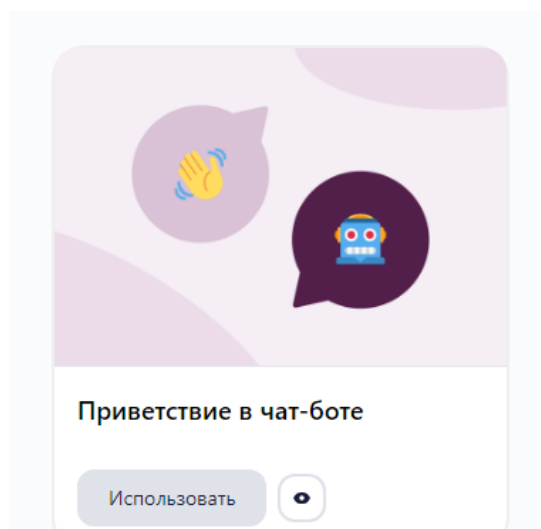 Приветствие в чат-боте
Использовать